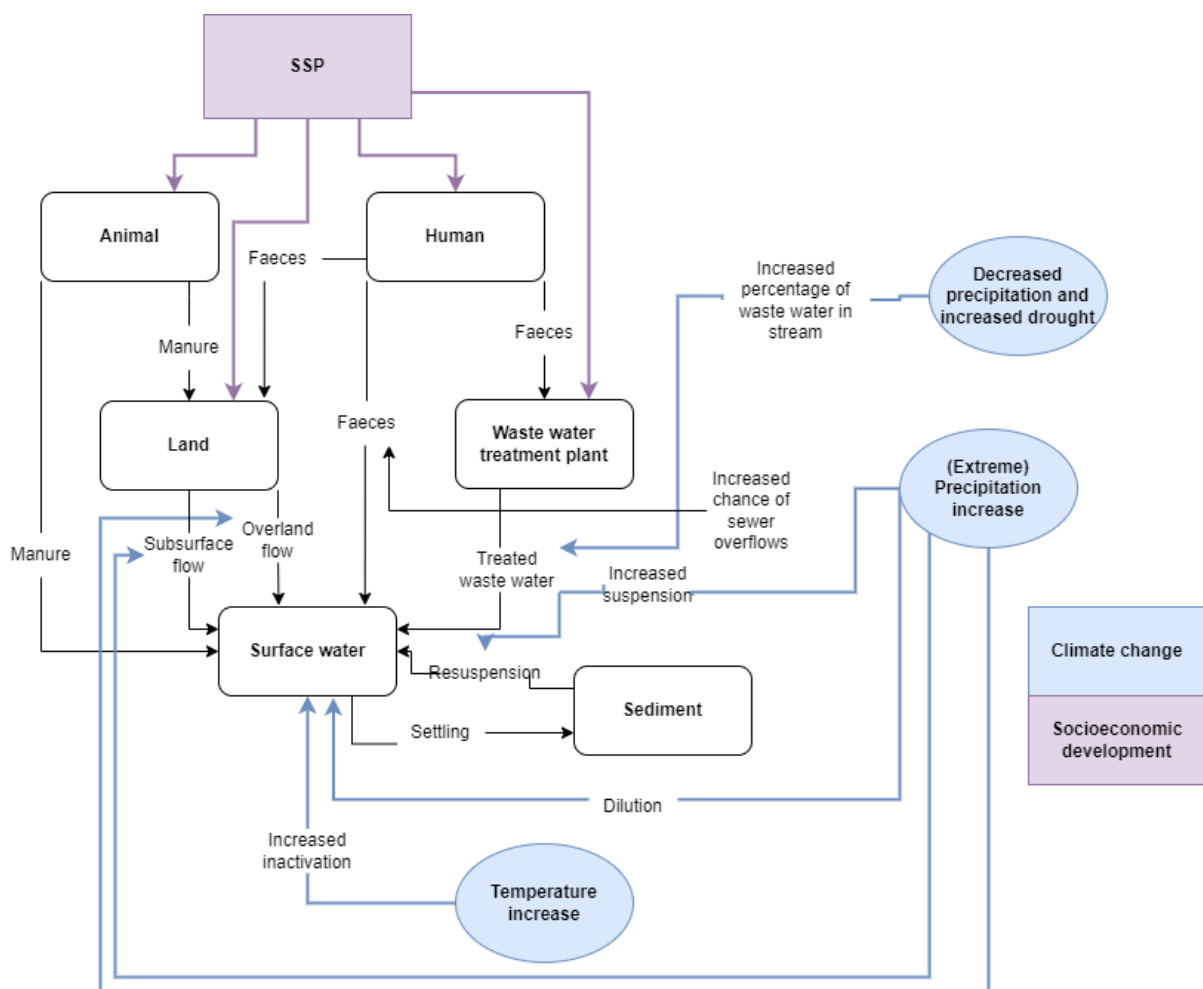 SSP
Animal
Human
Faeces
Increased
percentage of
waste water in
stream
Decreased
precipitation and
increased drought
Manure
Faeces
Land
Faeces
Waste water
treatment plant
(Extreme)
Precipitation
increase
Increased
chance of
sewer
overflows
Manure
Subsurface
flow
Overland
flow
Treated
waste water
Increased
suspension
Surface water
Resuspension
Sediment
Settling
Climate change
Socioeconomic
development
Dilution
Increased
inactivation
Temperature
increase